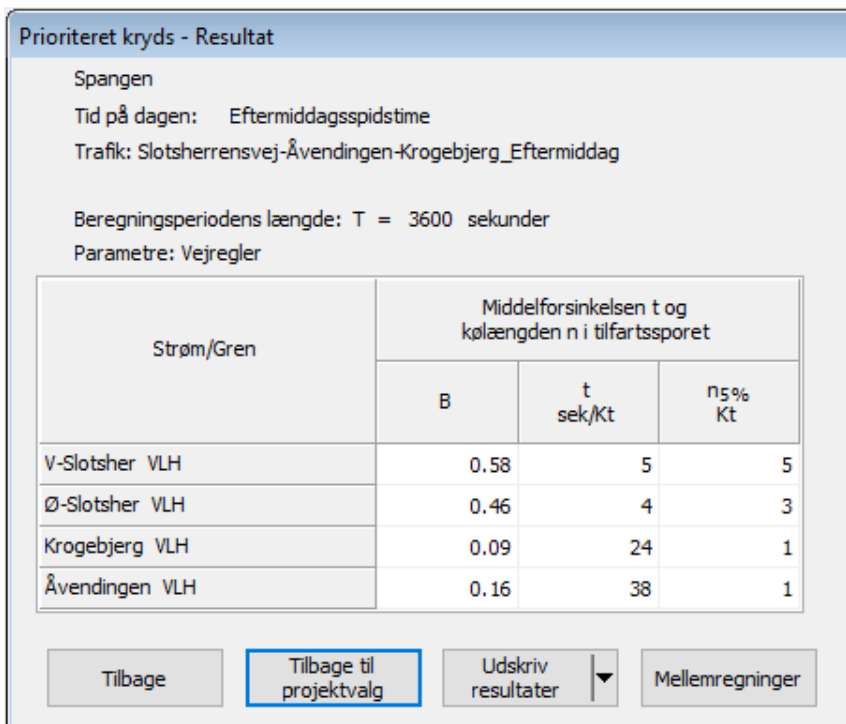 Prioriteret kryds - Resultat
Spangen
Tid på dagen: Eftermiddagsspidstime
Trafik: Slotsherrensvej-Åvendingen-Krogebjerg_Eftermiddag
Beregningsperiodens længde: T = 3600 sekunder
Parametre: Vejregler
Strøm/Gren
Middelforsinkelsen t og
kølængden n i tilfartssporet
B
t
sek/Kt
n5%
Kt
V-Slotsher VLH 0.58 5 5
Ø-Slotsher VLH 0.46 4 3
Krogebjerg VLH 0.09 24 1
Åvendingen VLH 0.16 38 1
Tilbage
Tilbage til
projektvalg
Udskriv
resultater
Mellemregninger